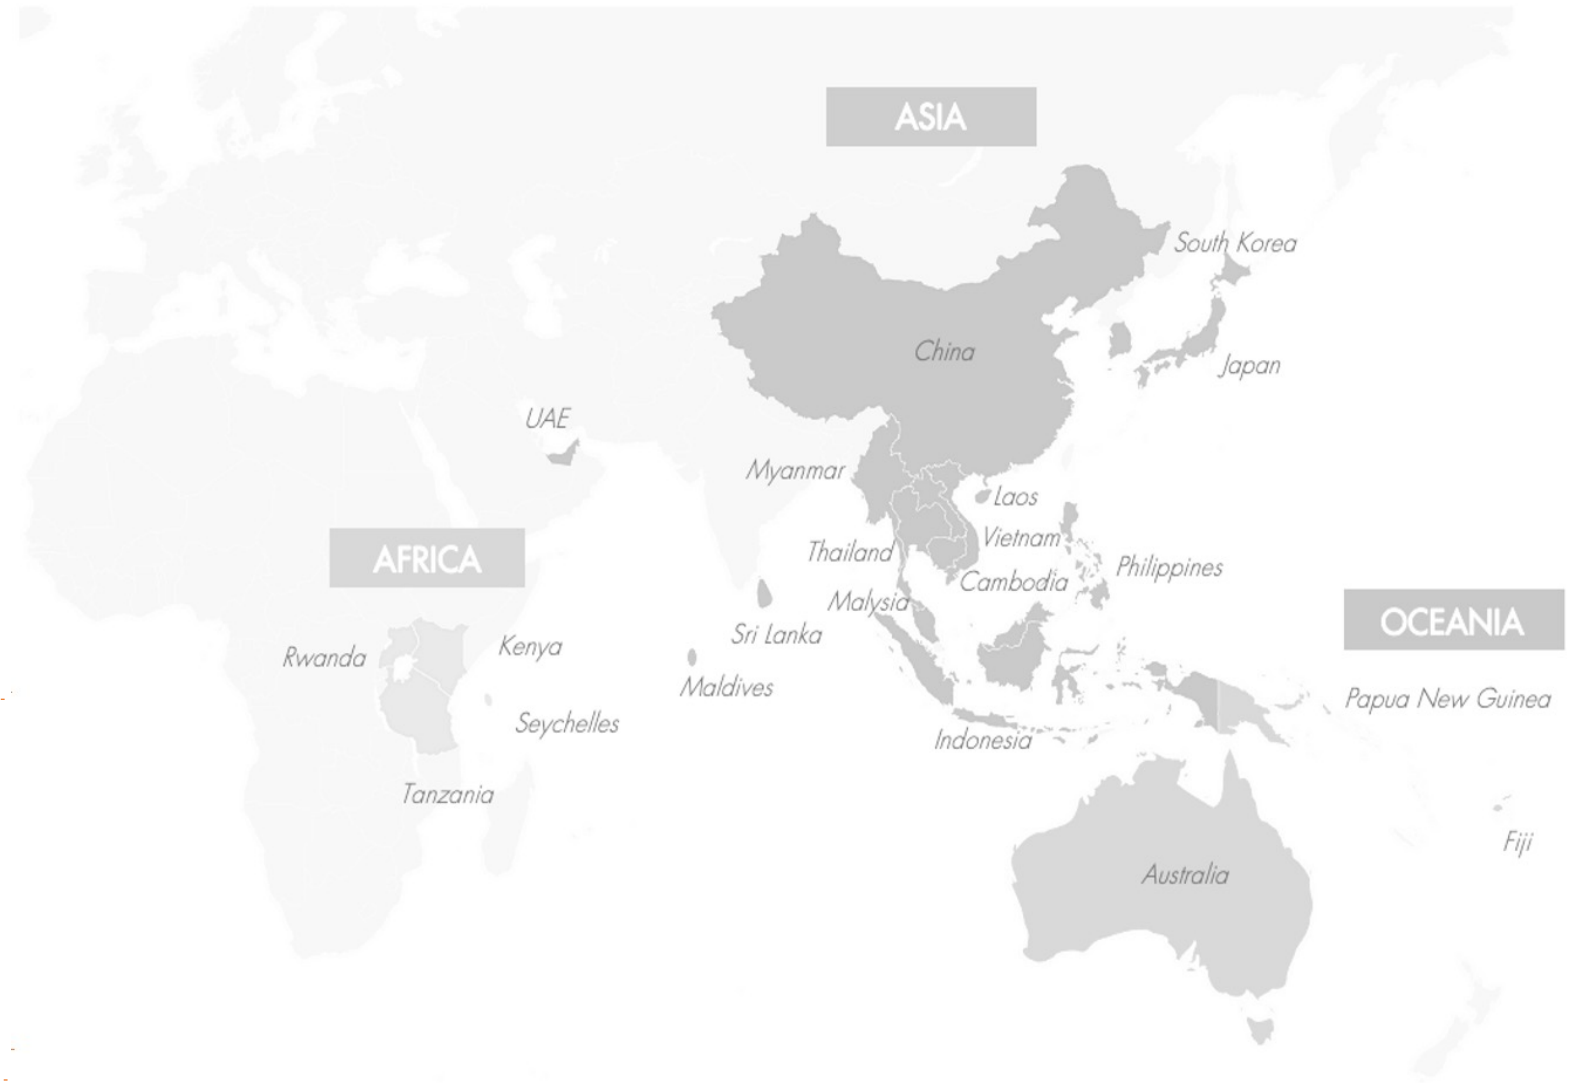 ASIA
South Korea
China
Japan
UAE
Myanmar
Laos
Vietnam
Thailand
AFRICA
Philippines
Cambodia
Malysia
OCEANIA
Sri Lanka
Kenya
Rwanda
Maldives
Papua New Guinea
Seychelles
Indonesia
Tanzania
Fiji
Australia